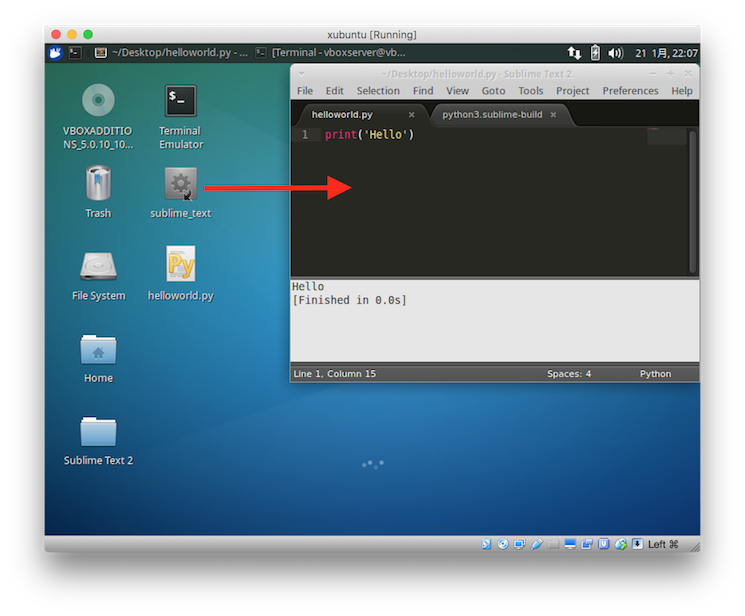 xubuntu [Running]
~/Desktop/helloworld.py - ...
[Terminal - vboxserver@vb...
21 1月, 22:07
~/Desktop/helloworld.py - Sublime Text 2
File Edit Selection Find View Goto Tools Project Preferences Help
helloworld.py × python3.sublime-build ×
1 print('Hello')
Hello
[Finished in 0.0s]
Line 1, Column 15 Spaces: 4 Python
VBOXADDITIO
NS_5.0.10_10...
$_
Terminal
Emulator
Trash
sublime_text
File System
Py
helloworld.py
Home
Sublime Text 2
Left ⌘